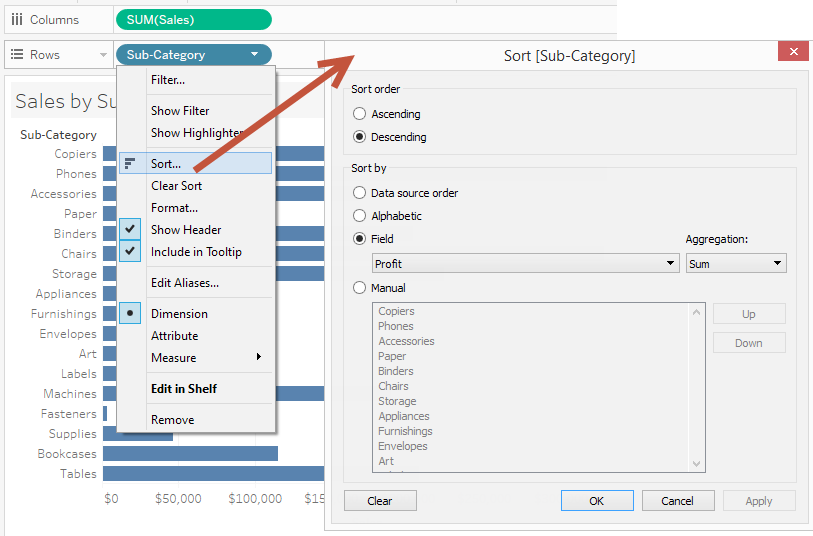 Columns
SUM(Sales)
Rows
Sub-Category
Sales by Su
Sub-Category
Copiers
Phones
Accessories
Paper
Binders
Chairs
Storage
Appliances
Furnishings
Envelopes
Art
Labels
Machines
Fasteners
Supplies
Bookcases
Tables
$0 $50,000 $100,000 $15
Filter...
Show Filter
Show Highlighter
Sort...
Clear Sort
Format...
Show Header
Include in Tooltip
Edit Aliases...
Dimension
Attribute
Measure
Edit in Shelf
Remove
Sort [Sub-Category]
Sort order
Ascending
Descending
Sort by
Data source order
Alphabetic
Field
Aggregation:
Profit
Sum
Manual
Copiers
Phones
Accessories
Paper
Binders
Chairs
Storage
Appliances
Furnishings
Envelopes
Art
Up
Down
Clear
OK
Cancel
Apply